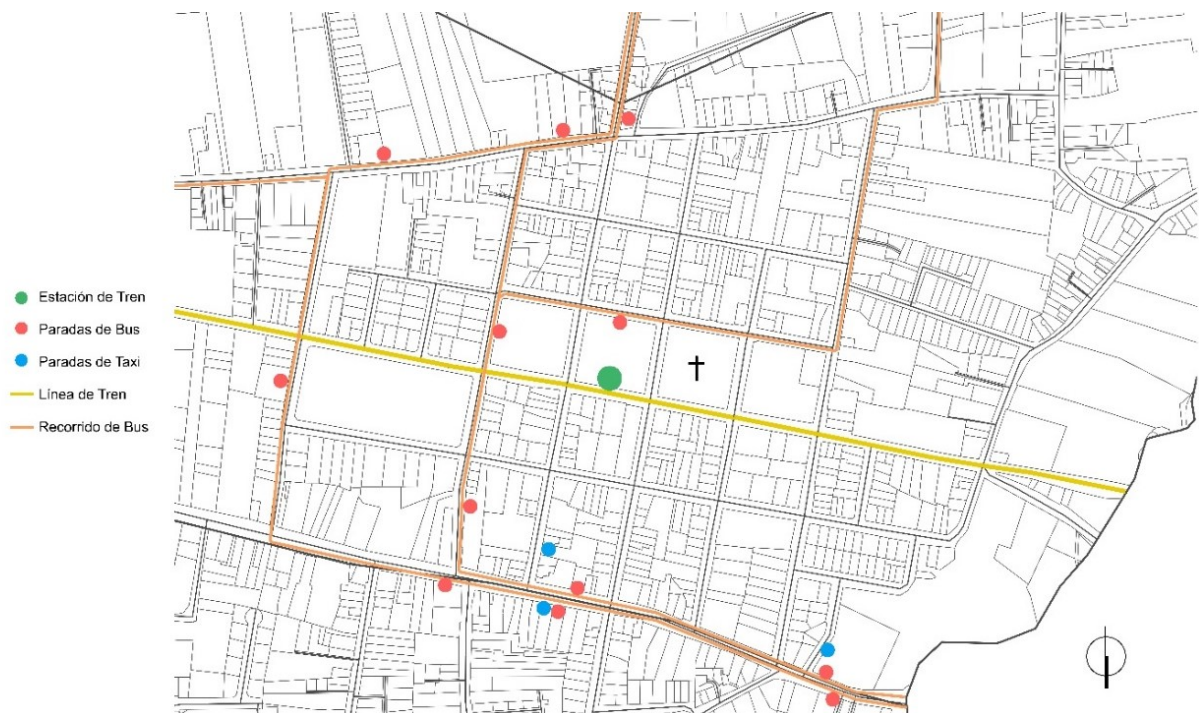 Estación de Tren
Paradas de Bus
Paradas de Taxi
Línea de Tren
Recorrido de Bus